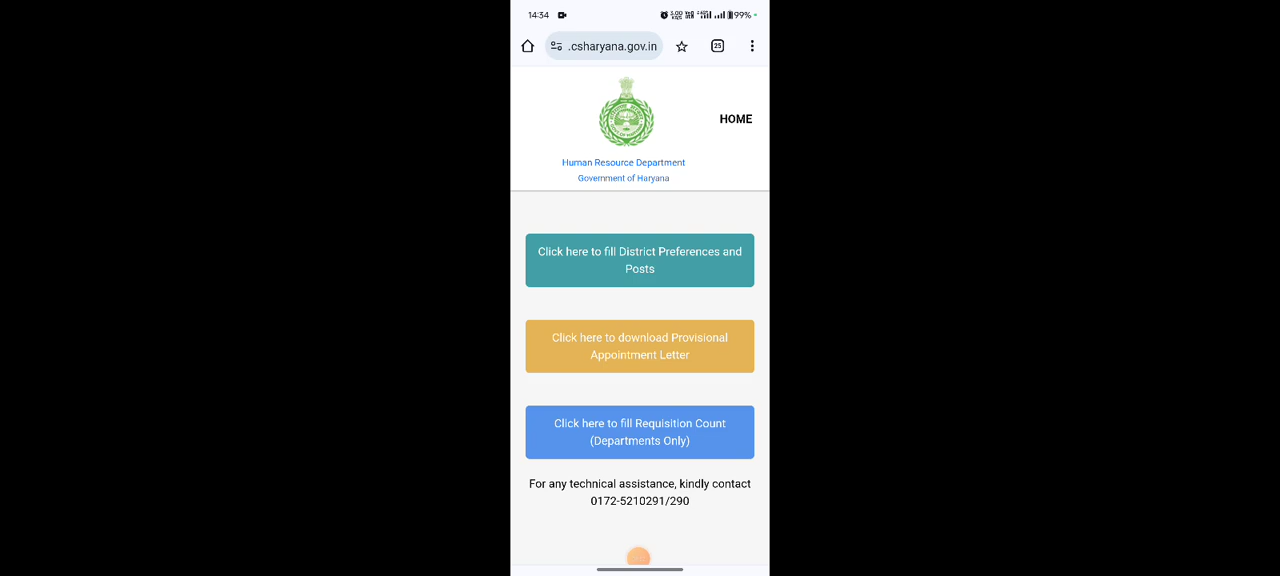 14:34
99%
.csharyana.gov.in
25
HOME
Human Resource Department
Government of Haryana
Click here to fill District Preferences and
Posts
Click here to download Provisional
Appointment Letter
Click here to fill Requisition Count
(Departments Only)
For any technical assistance, kindly contact
0172-5210291/290